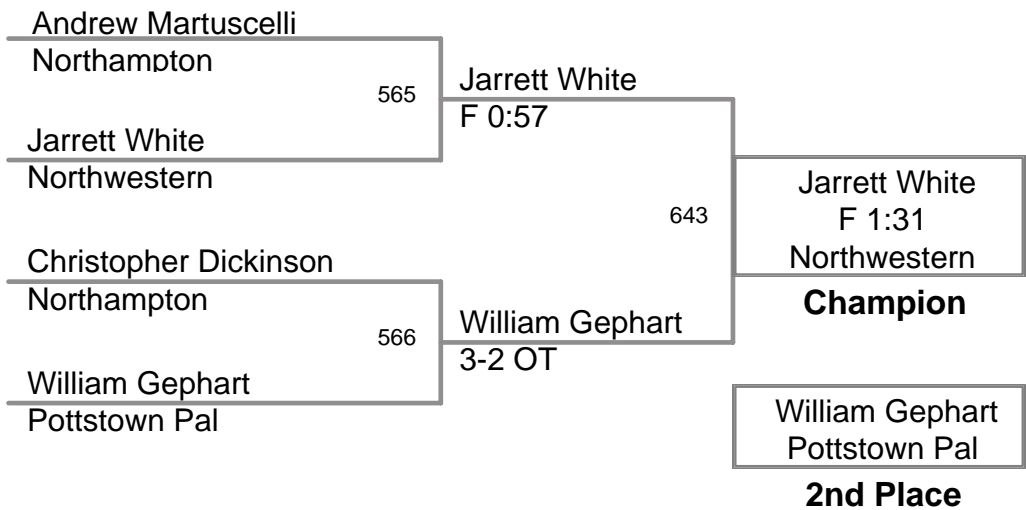 Andrew Martuscelli
Northampton
565
Jarrett White
Northwestern
Jarrett White
F 0:57
Christopher Dickinson
Northampton
566
William Gephart
Pottstown Pal
William Gephart
3-2 OT
643
Jarrett White
F 1:31
Northwestern
Champion
William Gephart
Pottstown Pal
2nd Place